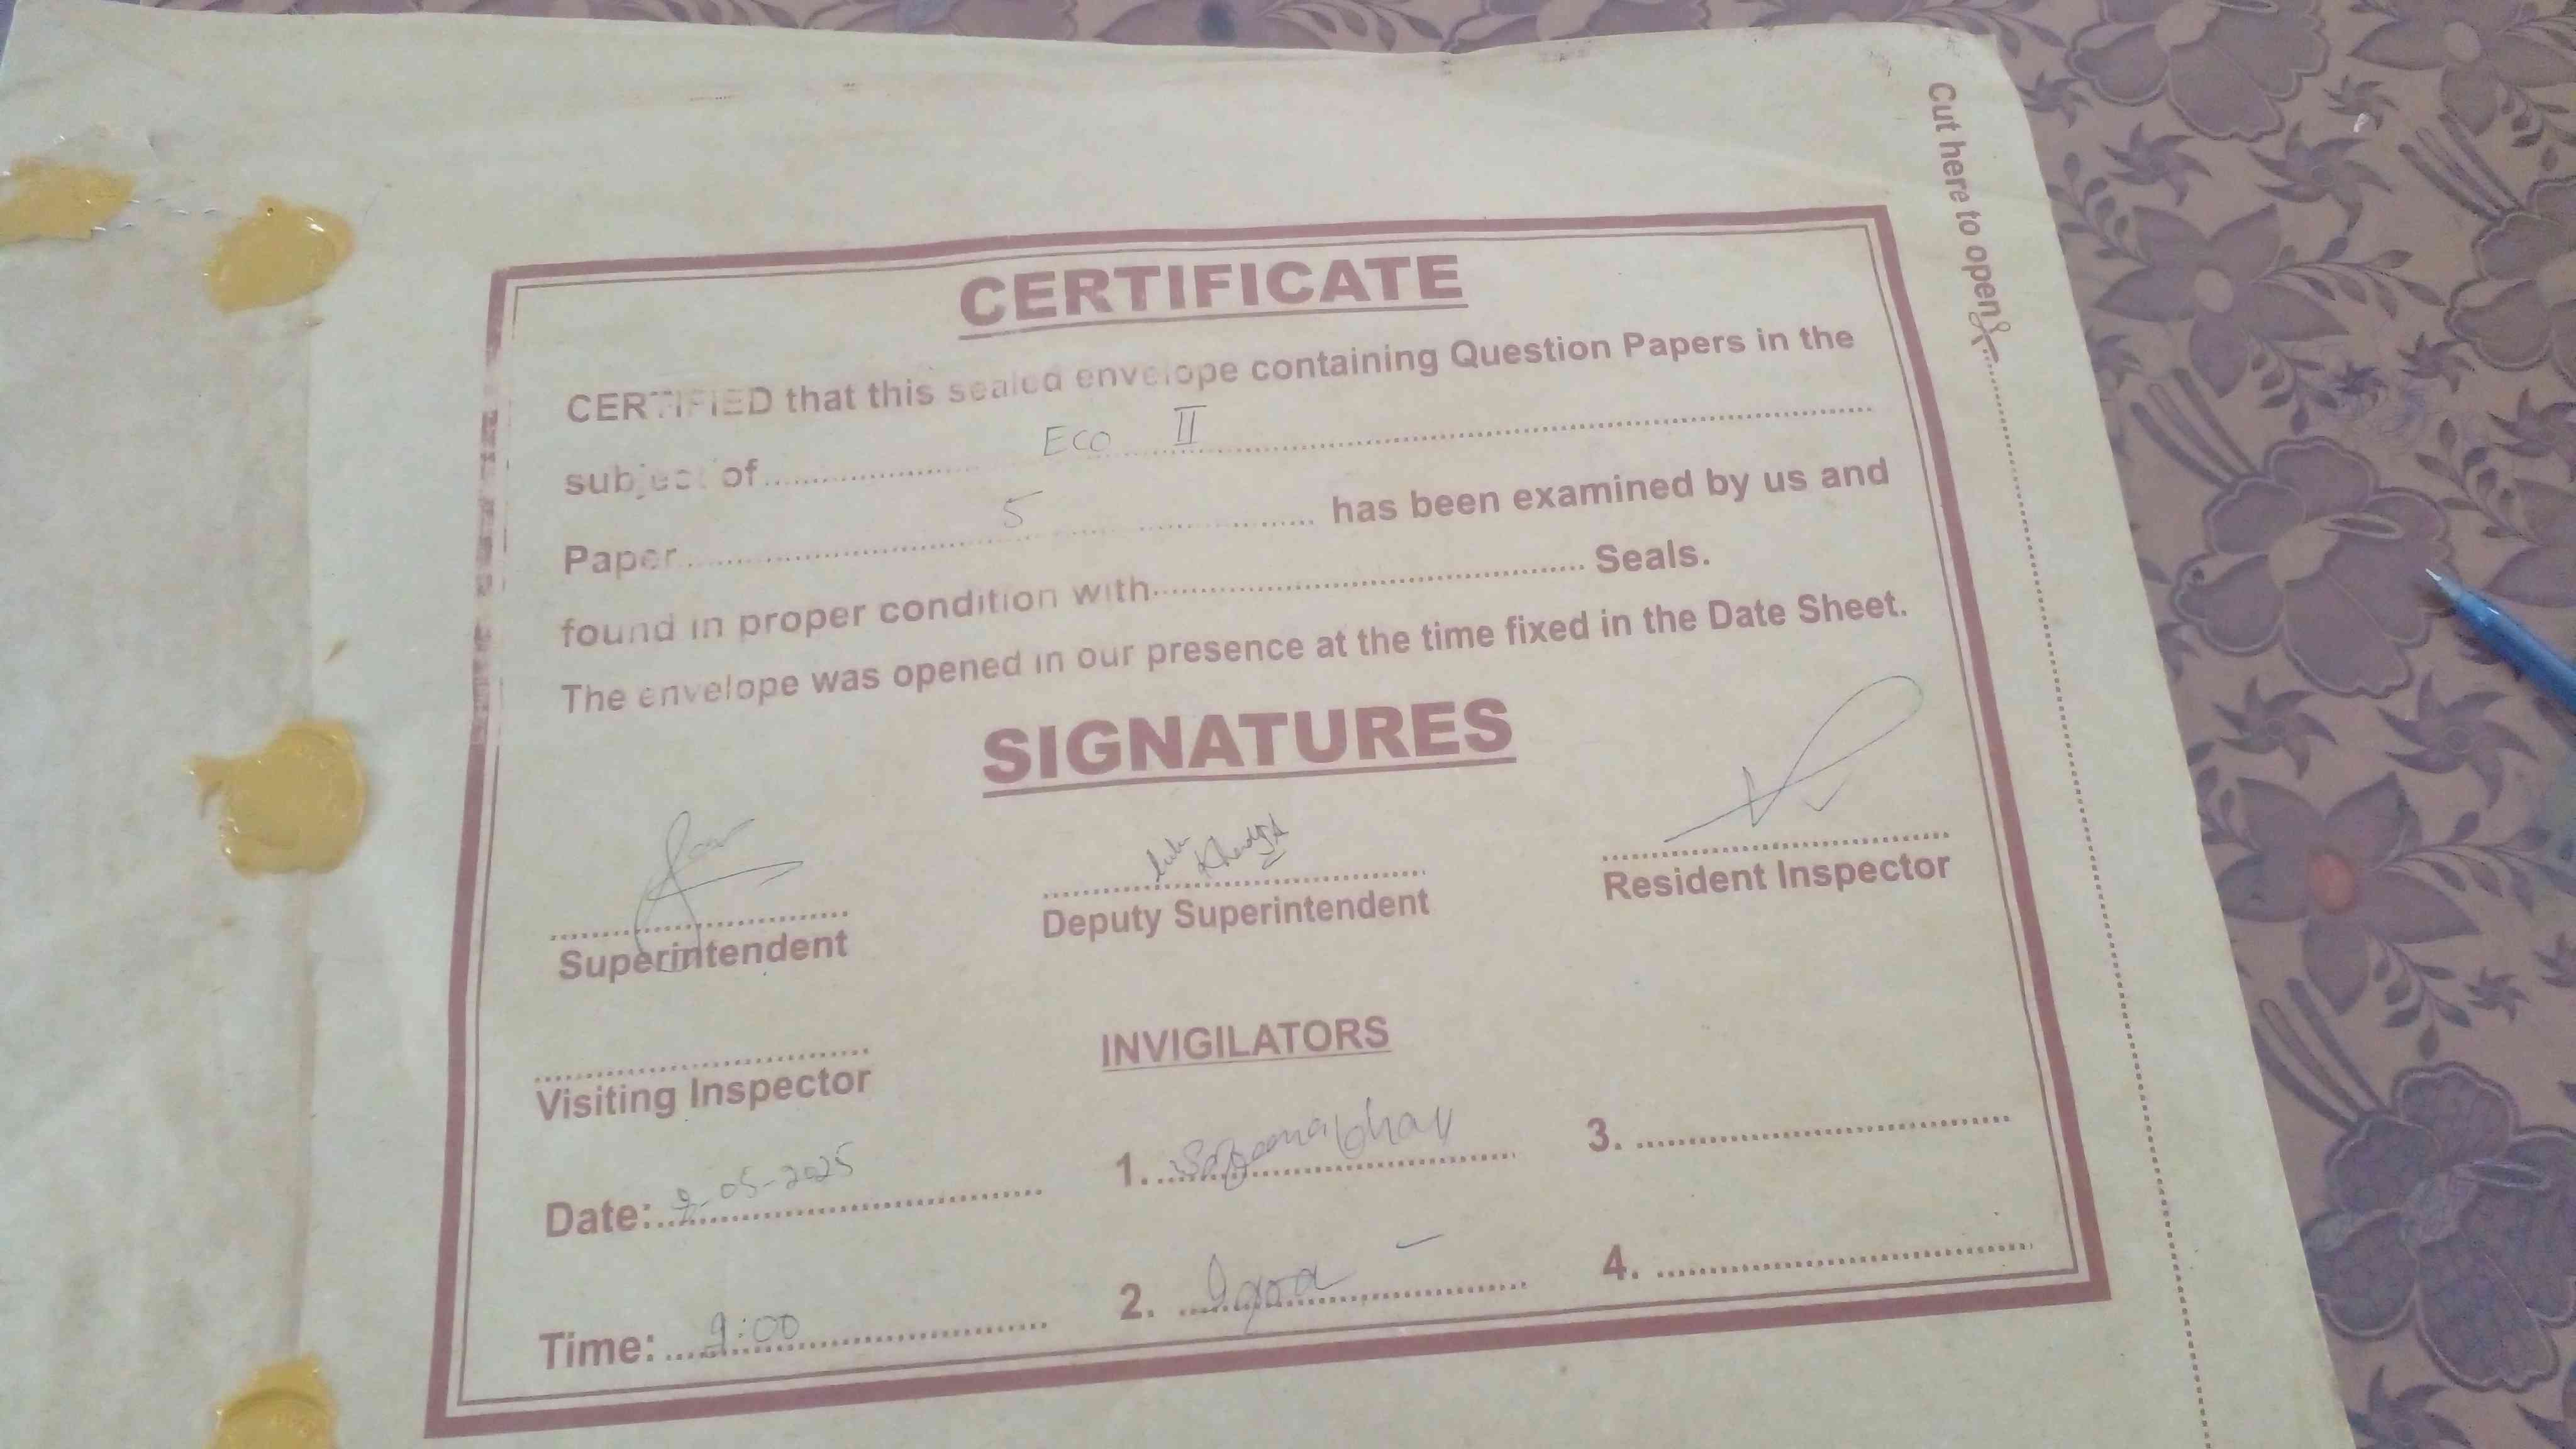 Cut here to open
CERTIFICATE
CERTIFIED that this sealed envelope containing Question Papers in the
subject of.................... Eco II ....................
Paper.................... 5 .................... has been examined by us and
found in proper condition with.................... Seals.
The envelope was opened in our presence at the time fixed in the Date Sheet.
SIGNATURES
Superintendent
Deputy Superintendent
Resident Inspector
Visiting Inspector
INVIGILATORS
Date: 9-05-2025
1.
3.
Time: 9:00
2.
4.